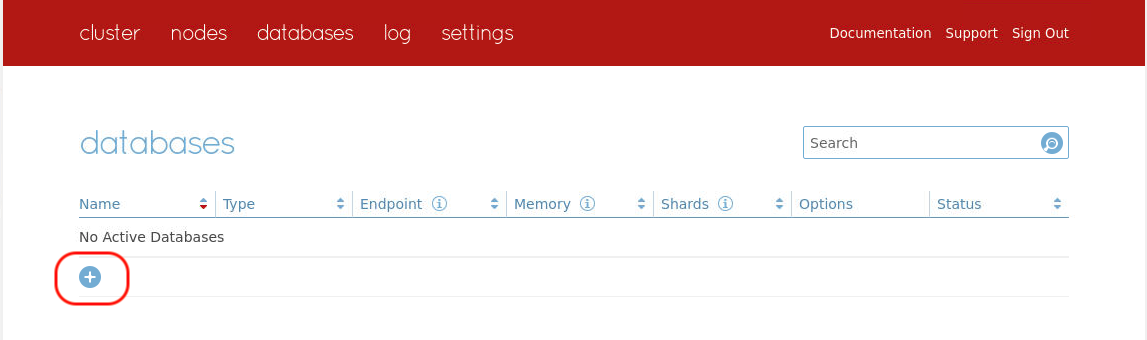 cluster nodes databases log settings Documentation Support Sign Out
databases
Search
Name Type Endpoint Memory Shards Options Status
No Active Databases